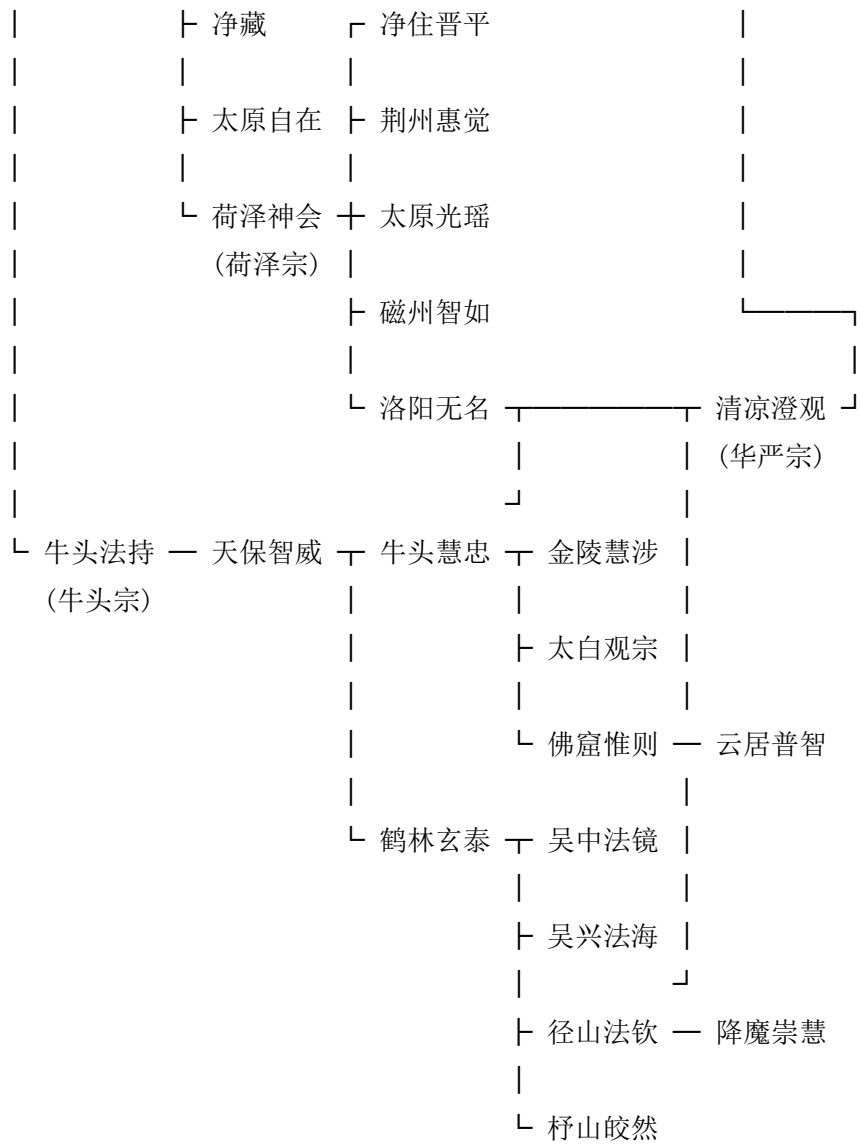 净藏 净住晋平
太原自在 荆州惠觉
荷泽神会 太原光瑶
(荷泽宗)
磁州智如
洛阳无名 清凉澄观
(华严宗)
牛头法持 天保智威 牛头慧忠 金陵慧涉
(牛头宗)
太白观宗
佛窟惟则 云居普智
鹤林玄泰 吴中法镜
吴兴法海
径山法钦 降魔崇慧
杼山皎然